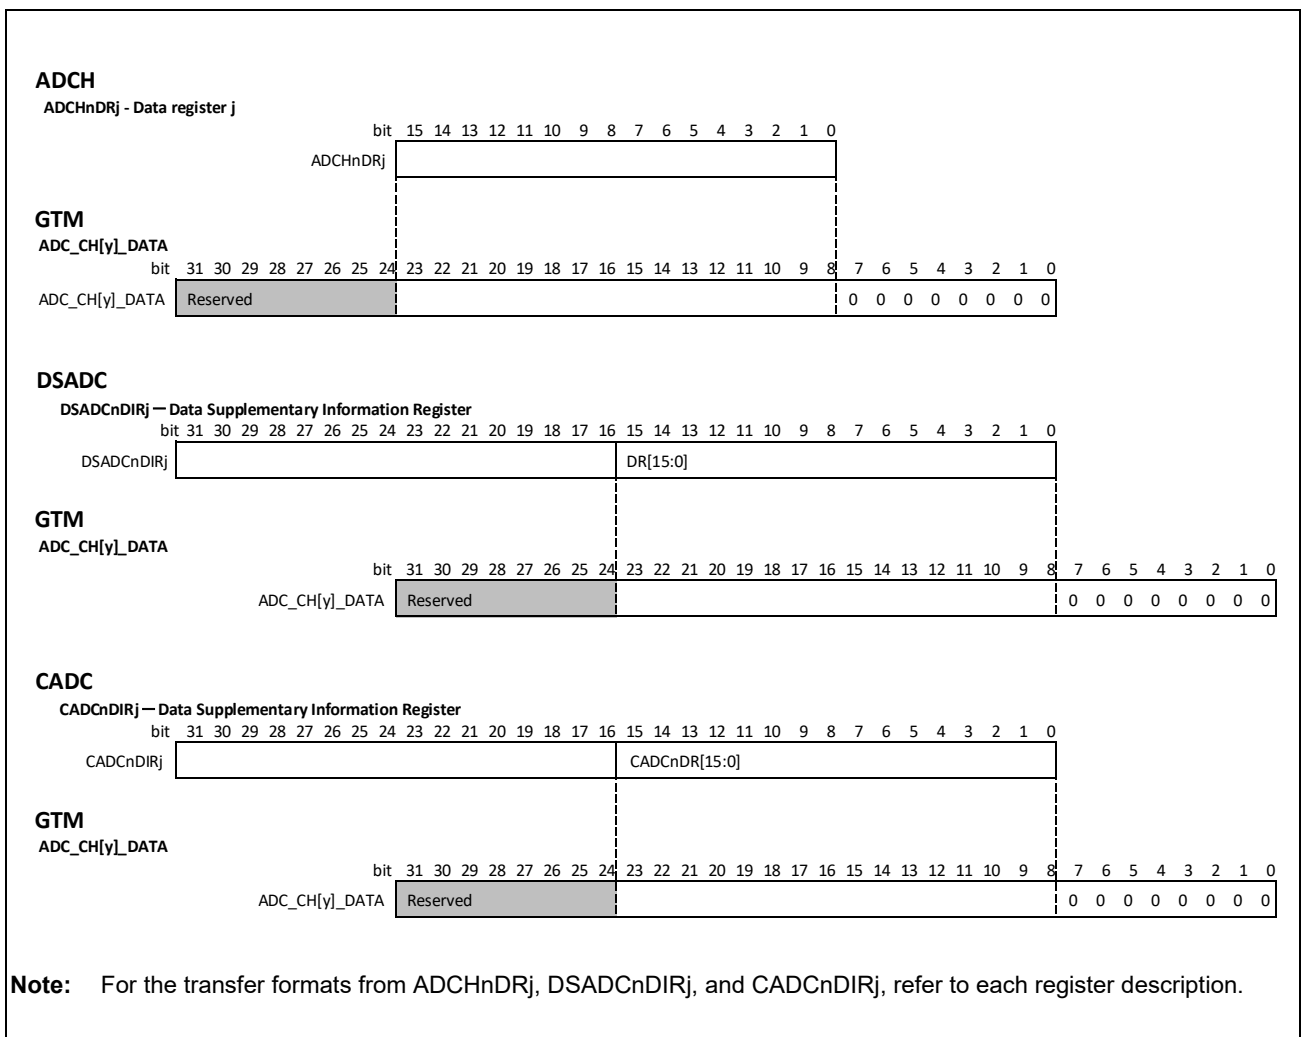 ADCH
ADCHnDRj - Data register j
bit 15 14 13 12 11 10 9 8 7 6 5 4 3 2 1 0
ADCHnDRj
GTM
ADC_CH[y]_DATA
bit 31 30 29 28 27 26 25 24 23 22 21 20 19 18 17 16 15 14 13 12 11 10 9 8 7 6 5 4 3 2 1 0
ADC_CH[y]_DATA Reserved 0 0 0 0 0 0 0 0
DSADC
DSADCnDIRj — Data Supplementary Information Register
bit 31 30 29 28 27 26 25 24 23 22 21 20 19 18 17 16 15 14 13 12 11 10 9 8 7 6 5 4 3 2 1 0
DSADCnDIRj DR[15:0]
GTM
ADC_CH[y]_DATA
bit 31 30 29 28 27 26 25 24 23 22 21 20 19 18 17 16 15 14 13 12 11 10 9 8 7 6 5 4 3 2 1 0
ADC_CH[y]_DATA Reserved 0 0 0 0 0 0 0 0
CADC
CADCnDIRj — Data Supplementary Information Register
bit 31 30 29 28 27 26 25 24 23 22 21 20 19 18 17 16 15 14 13 12 11 10 9 8 7 6 5 4 3 2 1 0
CADCnDIRj CADCnDR[15:0]
GTM
ADC_CH[y]_DATA
bit 31 30 29 28 27 26 25 24 23 22 21 20 19 18 17 16 15 14 13 12 11 10 9 8 7 6 5 4 3 2 1 0
ADC_CH[y]_DATA Reserved 0 0 0 0 0 0 0 0
Note: For the transfer formats from ADCHnDRj, DSADCnDIRj, and CADCnDIRj, refer to each register description.